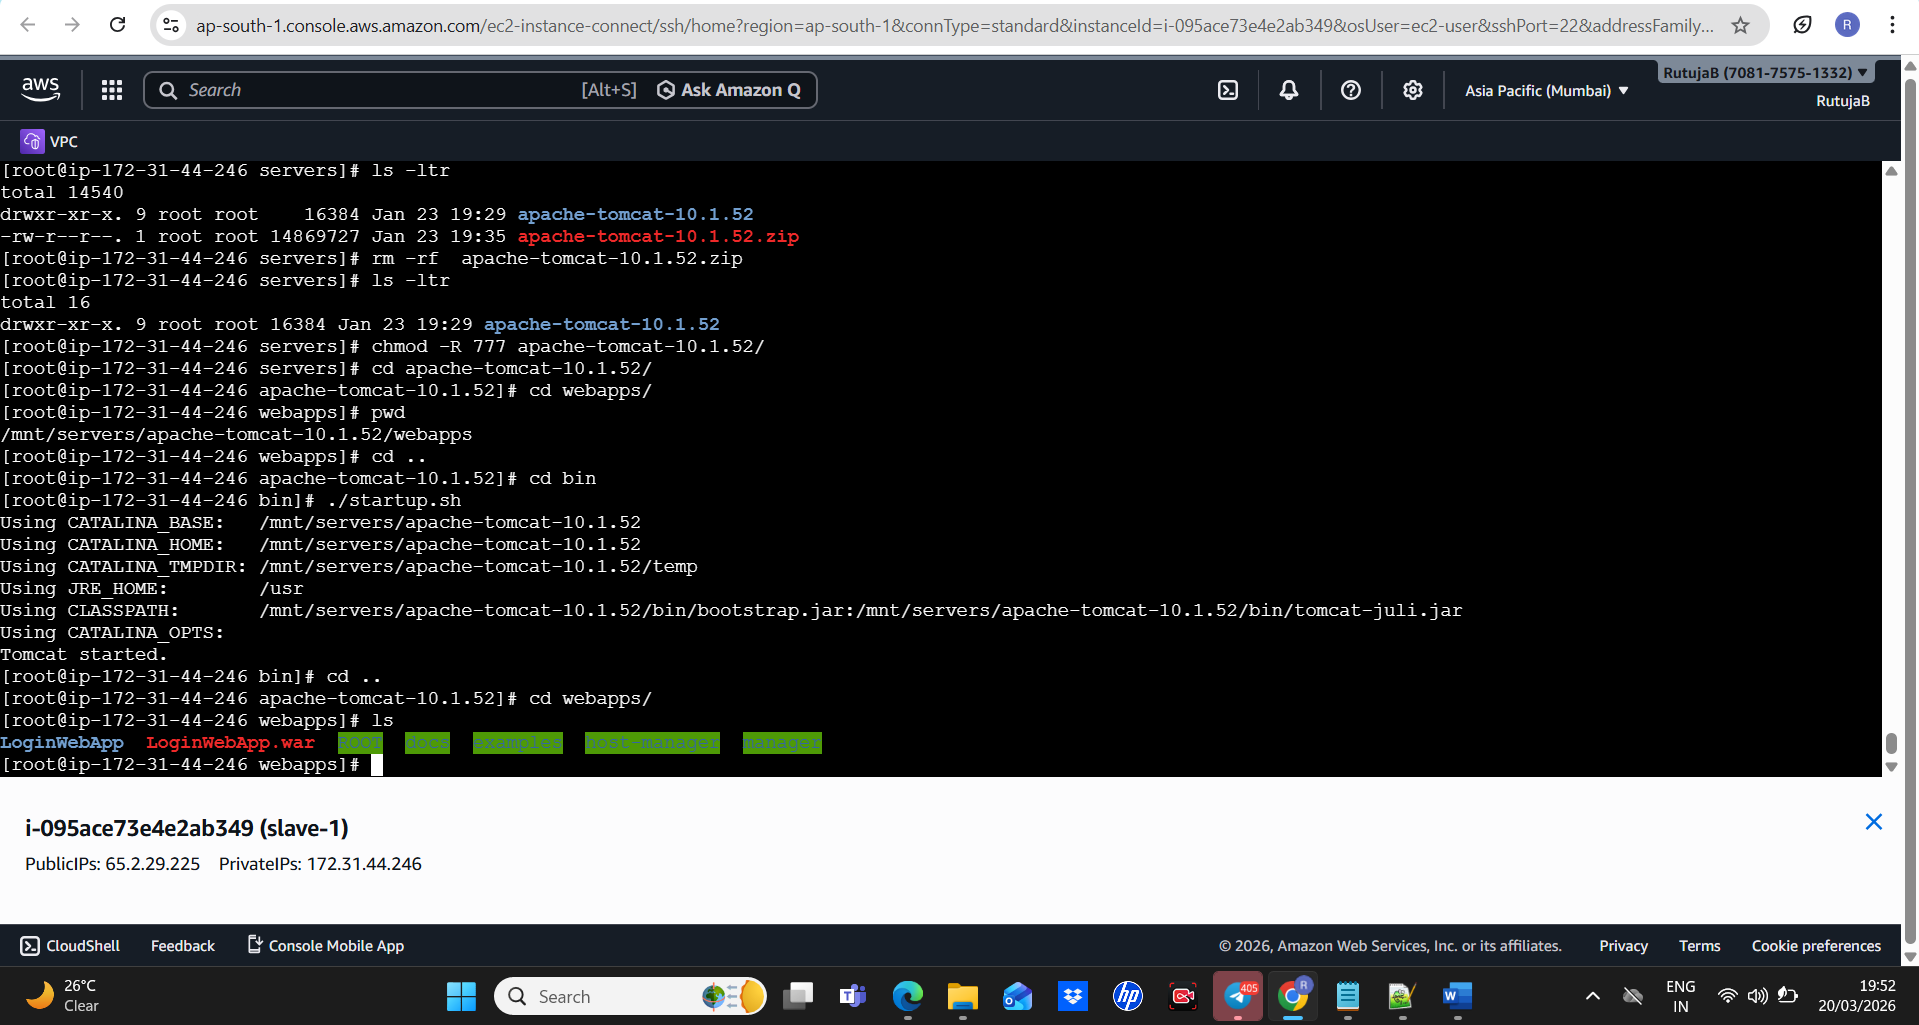 ap-south-1.console.aws.amazon.com/ec2-instance-connect/ssh/home?region=ap-south-1&connType=standard&instanceId=i-095ace73e4e2ab349&osUser=ec2-user&sshPort=22&addressFamily... R
aws Search [Alt+S] Ask Amazon Q Asia Pacific (Mumbai) RutujaB (7081-7575-1332)
RutujaB
VPC
[root@ip-172-31-44-246 servers]# ls -ltr
total 14540
drwxr-xr-x. 9 root root    16384 Jan 23 19:29 apache-tomcat-10.1.52
-rw-r--r--. 1 root root 14869727 Jan 23 19:35 apache-tomcat-10.1.52.zip
[root@ip-172-31-44-246 servers]# rm -rf  apache-tomcat-10.1.52.zip
[root@ip-172-31-44-246 servers]# ls -ltr
total 16
drwxr-xr-x. 9 root root 16384 Jan 23 19:29 apache-tomcat-10.1.52
[root@ip-172-31-44-246 servers]# chmod -R 777 apache-tomcat-10.1.52/
[root@ip-172-31-44-246 servers]# cd apache-tomcat-10.1.52/
[root@ip-172-31-44-246 apache-tomcat-10.1.52]# cd webapps/
[root@ip-172-31-44-246 webapps]# pwd
/mnt/servers/apache-tomcat-10.1.52/webapps
[root@ip-172-31-44-246 webapps]# cd ..
[root@ip-172-31-44-246 apache-tomcat-10.1.52]# cd bin
[root@ip-172-31-44-246 bin]# ./startup.sh
Using CATALINA_BASE:   /mnt/servers/apache-tomcat-10.1.52
Using CATALINA_HOME:   /mnt/servers/apache-tomcat-10.1.52
Using CATALINA_TMPDIR: /mnt/servers/apache-tomcat-10.1.52/temp
Using JRE_HOME:        /usr
Using CLASSPATH:       /mnt/servers/apache-tomcat-10.1.52/bin/bootstrap.jar:/mnt/servers/apache-tomcat-10.1.52/bin/tomcat-juli.jar
Using CATALINA_OPTS:
Tomcat started.
[root@ip-172-31-44-246 bin]# cd ..
[root@ip-172-31-44-246 apache-tomcat-10.1.52]# cd webapps/
[root@ip-172-31-44-246 webapps]# ls
LoginWebApp  LoginWebApp.war  ROOT  docs  examples  host-manager  manager
[root@ip-172-31-44-246 webapps]#
i-095ace73e4e2ab349 (slave-1)
PublicIPs: 65.2.29.225 PrivateIPs: 172.31.44.246
CloudShell Feedback Console Mobile App © 2026, Amazon Web Services, Inc. or its affiliates. Privacy Terms Cookie preferences
26°C
Clear
Search
hp
405
R
ENG
IN
19:52
20/03/2026